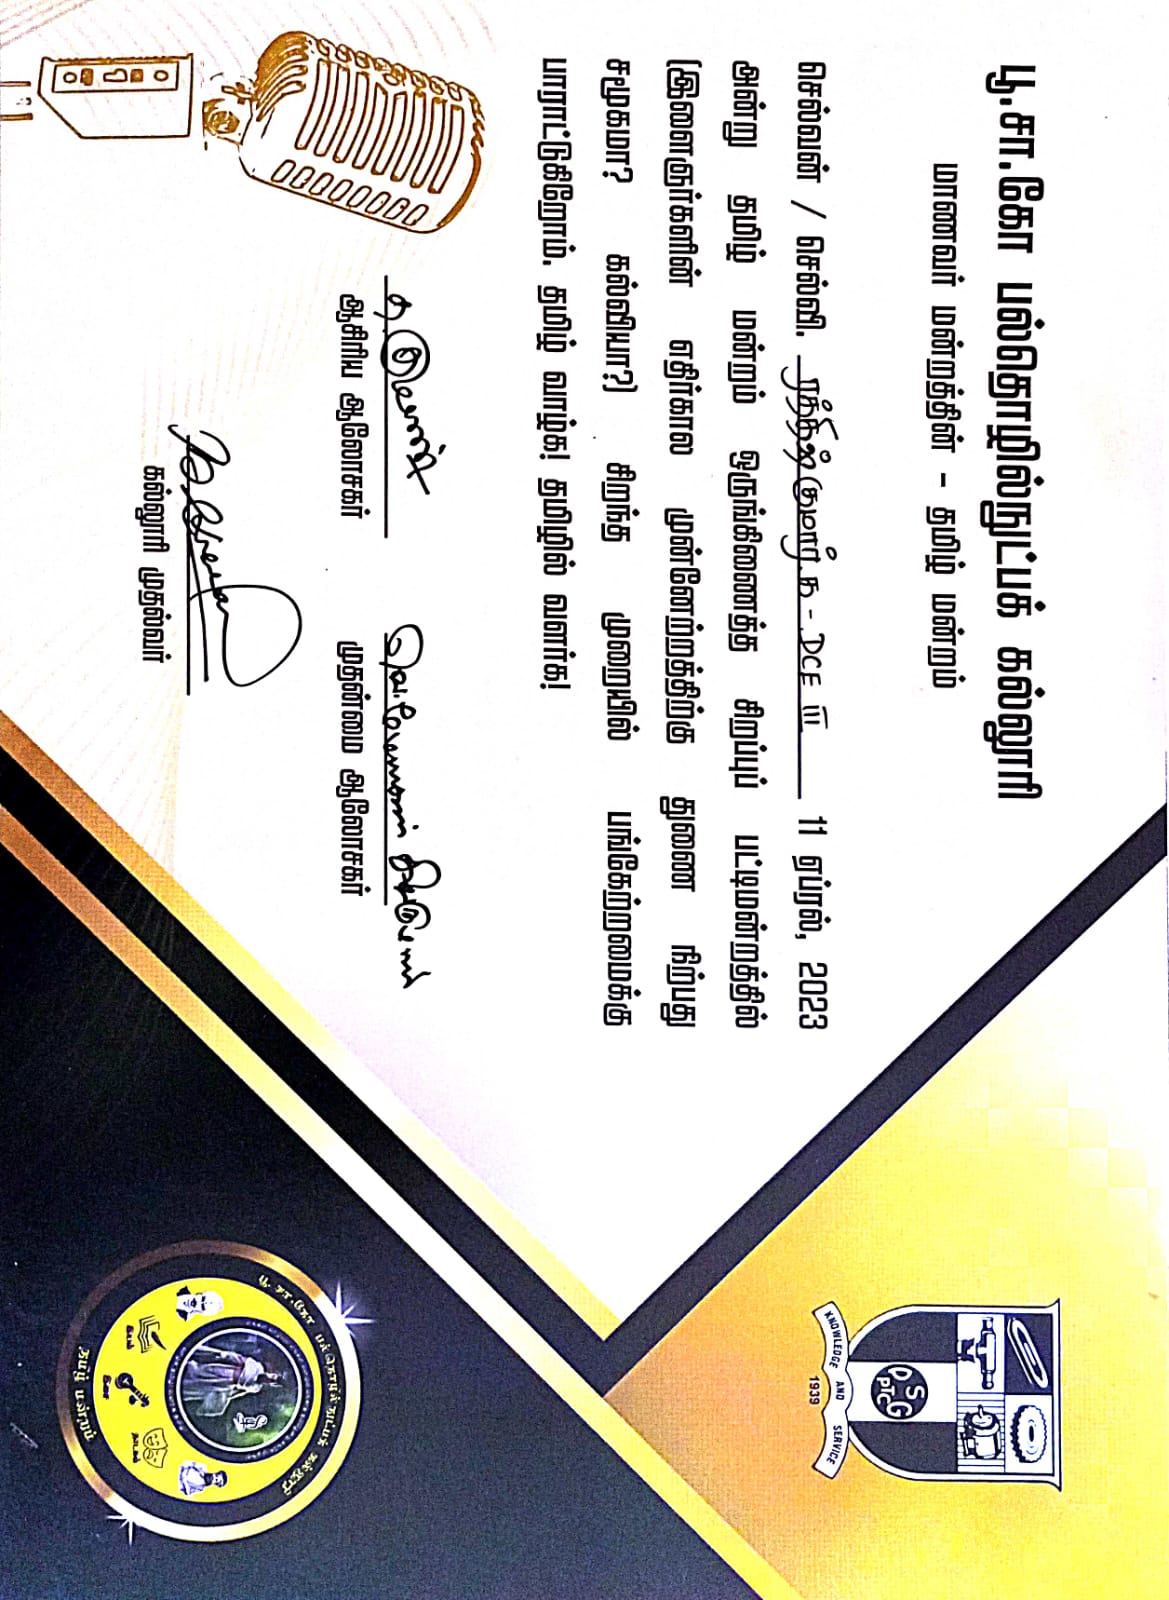 பூ.சா.கோ பல்தொழில்நுட்பக் கல்லூரி
மாணவர் மன்றத்தின் - தமிழ் மன்றம்
செல்வன் / செல்வி. ரத்திஷ்குமார்.க - DCE III 11 ஏப்ரல், 2023
அன்று தமிழ் மன்றம் ஒருங்கிணைத்த சிறப்புப் பட்டிமன்றத்தில்
(இளைஞர்களின் எதிர்கால முன்னேற்றத்திற்கு துணை நிற்பது
சமூகமா? கல்வியா?) சிறந்த முறையில் பங்கேற்றமைக்கு
பாராட்டுகிறோம். தமிழ் வாழ்க! தமிழில் வளர்க!
ஆசிரிய ஆலோசகர்
முதன்மை ஆலோசகர்
கல்லூரி முதல்வர்
PSG
PTC
KNOWLEDGE AND SERVICE
1939
பூ.சா.கோ பல்தொழில்நுட்பக் கல்லூரி
இயல்
இசை
நாடகம்
தமிழ் மன்றம்